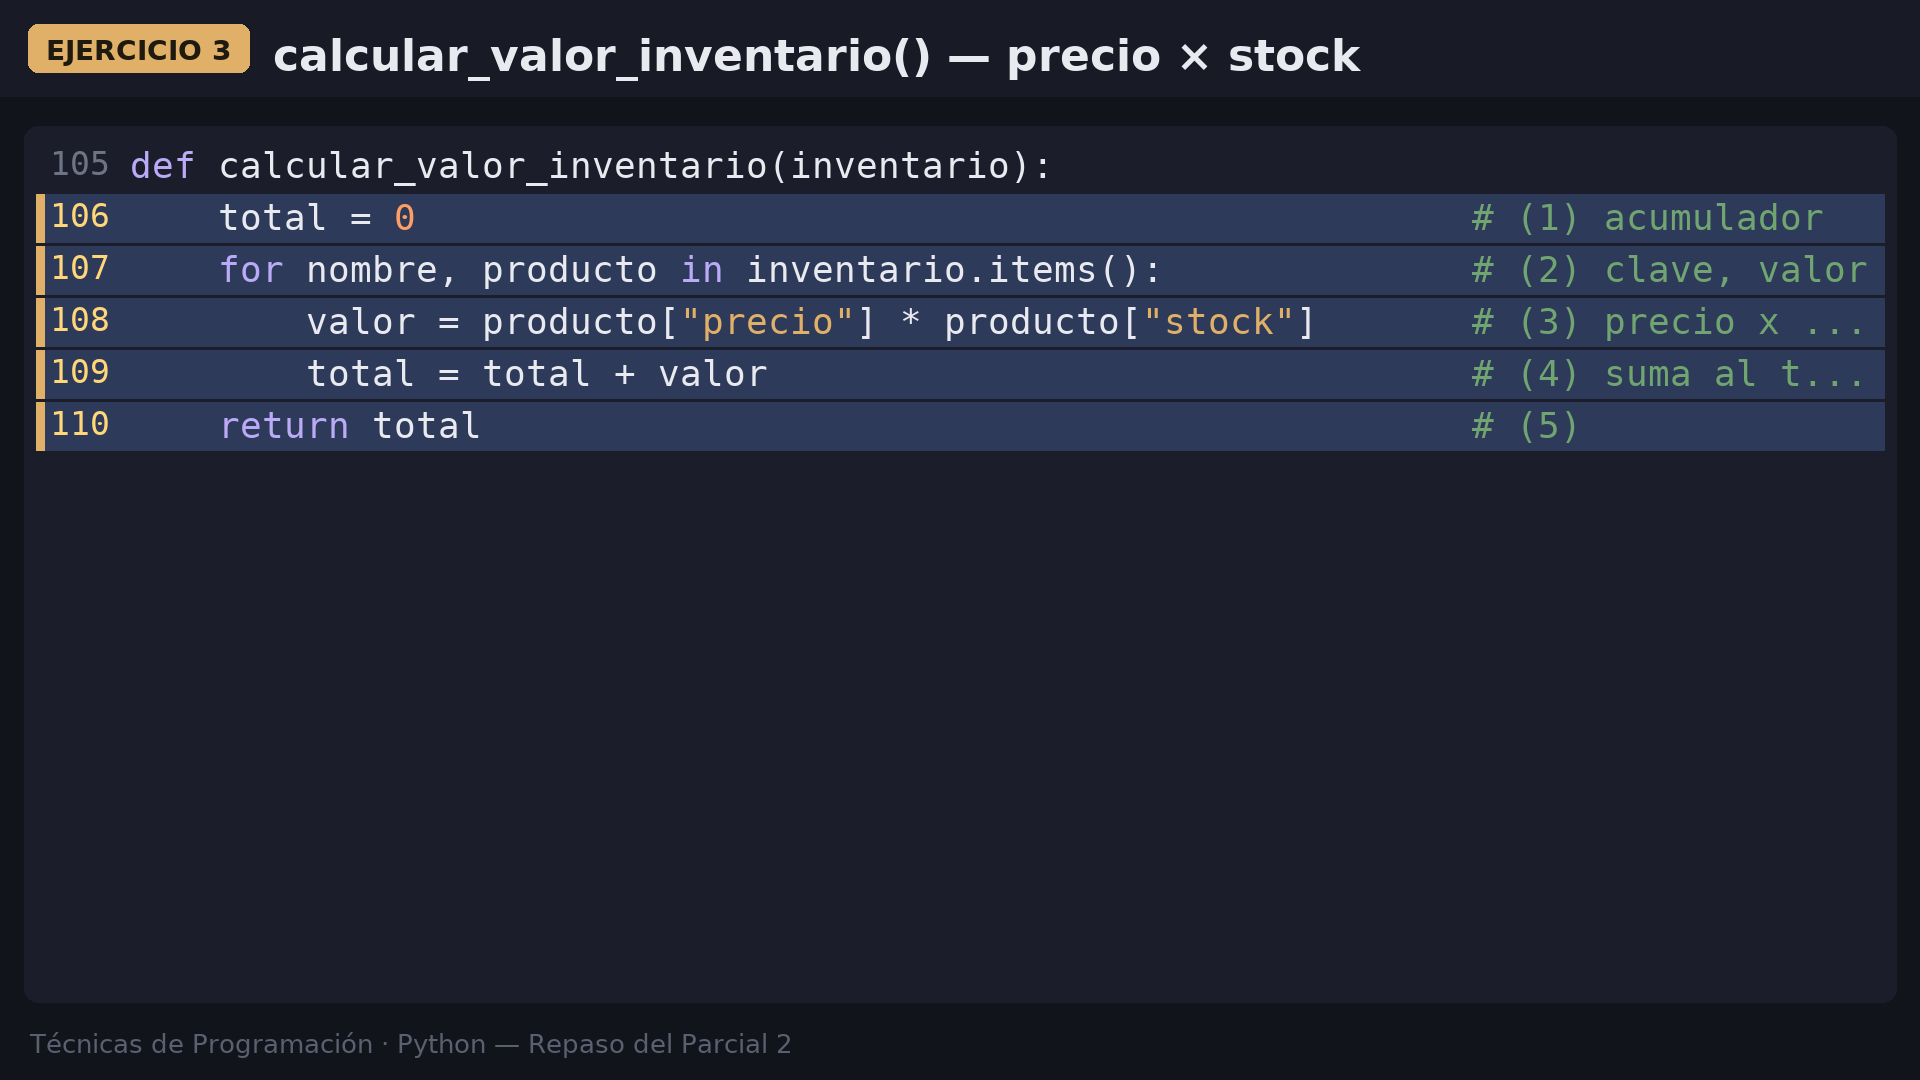 EJERCICIO 3 calcular_valor_inventario() — precio × stock
105 def calcular_valor_inventario(inventario):
106     total = 0 # (1) acumulador
107     for nombre, producto in inventario.items(): # (2) clave, valor
108         valor = producto["precio"] * producto["stock"] # (3) precio x ...
109         total = total + valor # (4) suma al t...
110     return total # (5)
Técnicas de Programación · Python — Repaso del Parcial 2